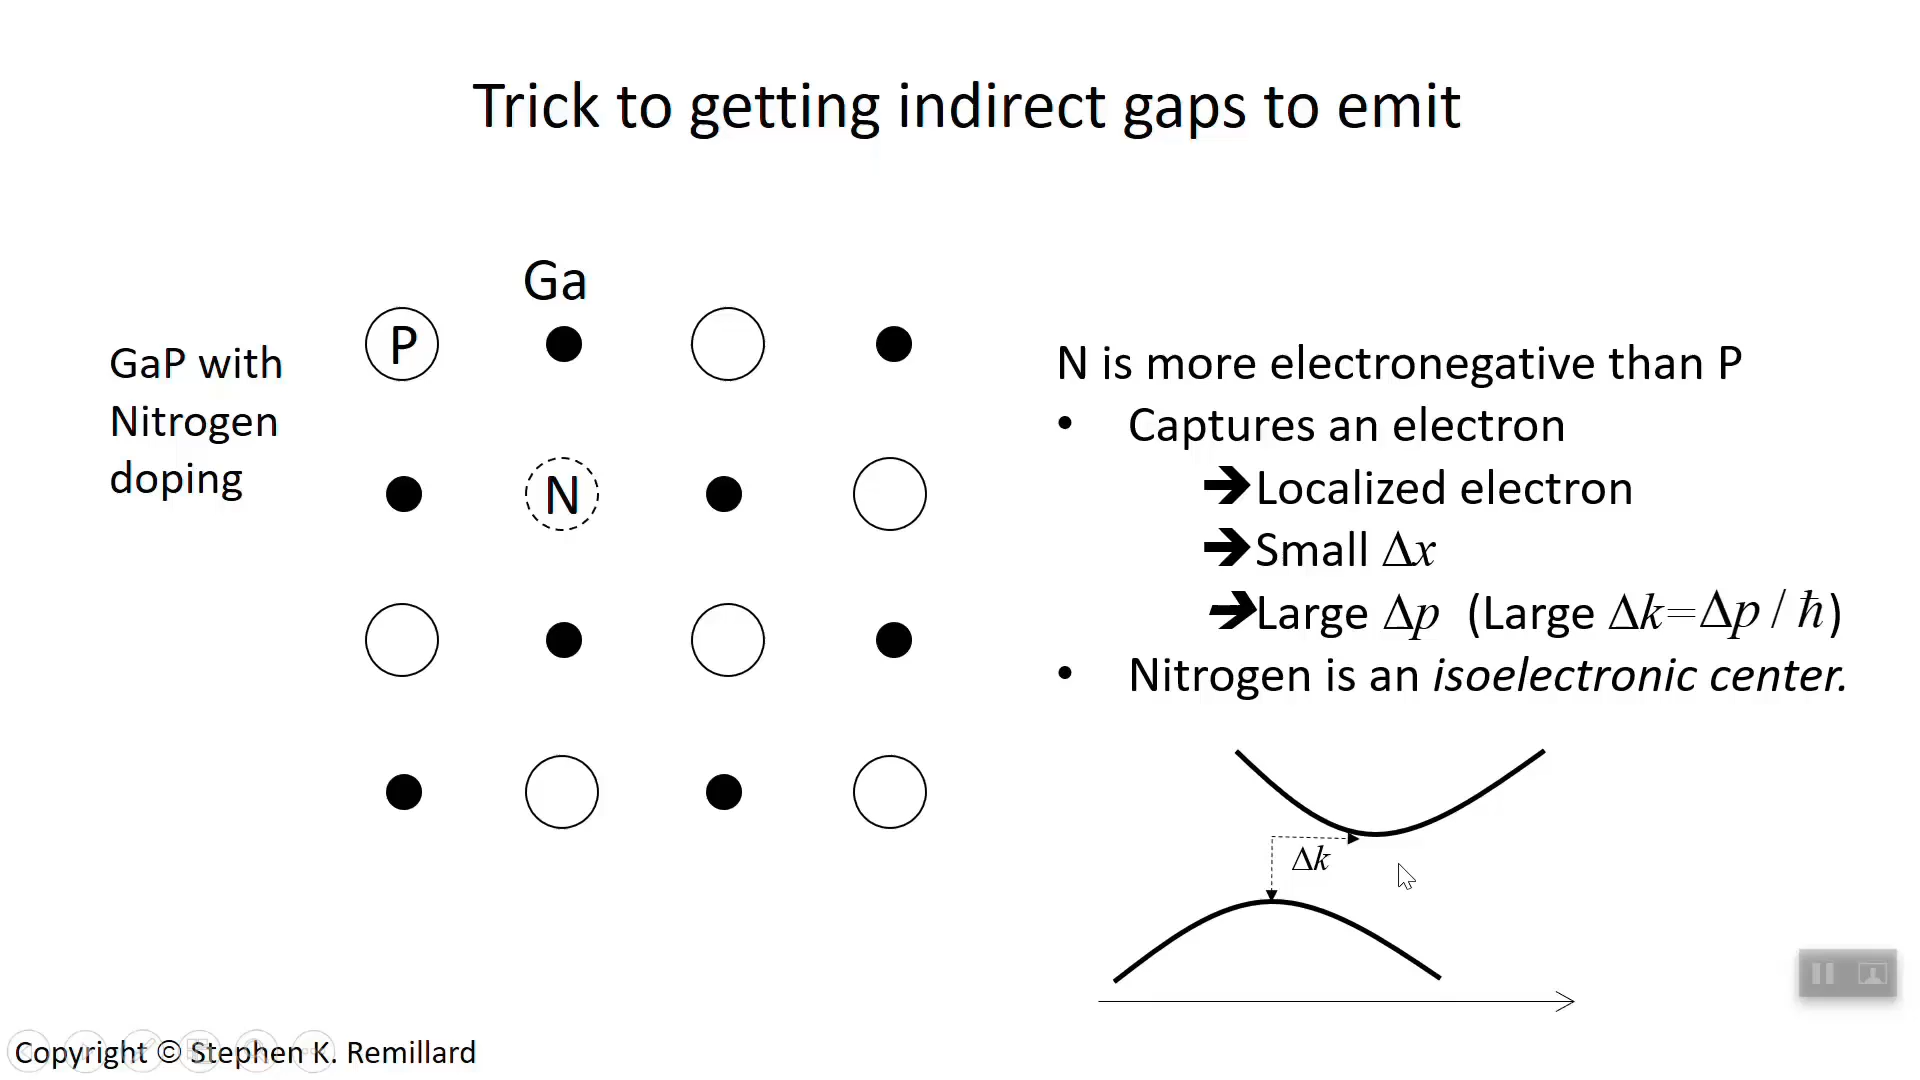 Trick to getting indirect gaps to emit
Ga
P
GaP with
Nitrogen
doping
N
N is more electronegative than P
• Captures an electron
➔Localized electron
➔Small Δx
➔Large Δp (Large Δk=Δp / ħ)
• Nitrogen is an isoelectronic center.
Δk
Copyright © Stephen K. Remillard